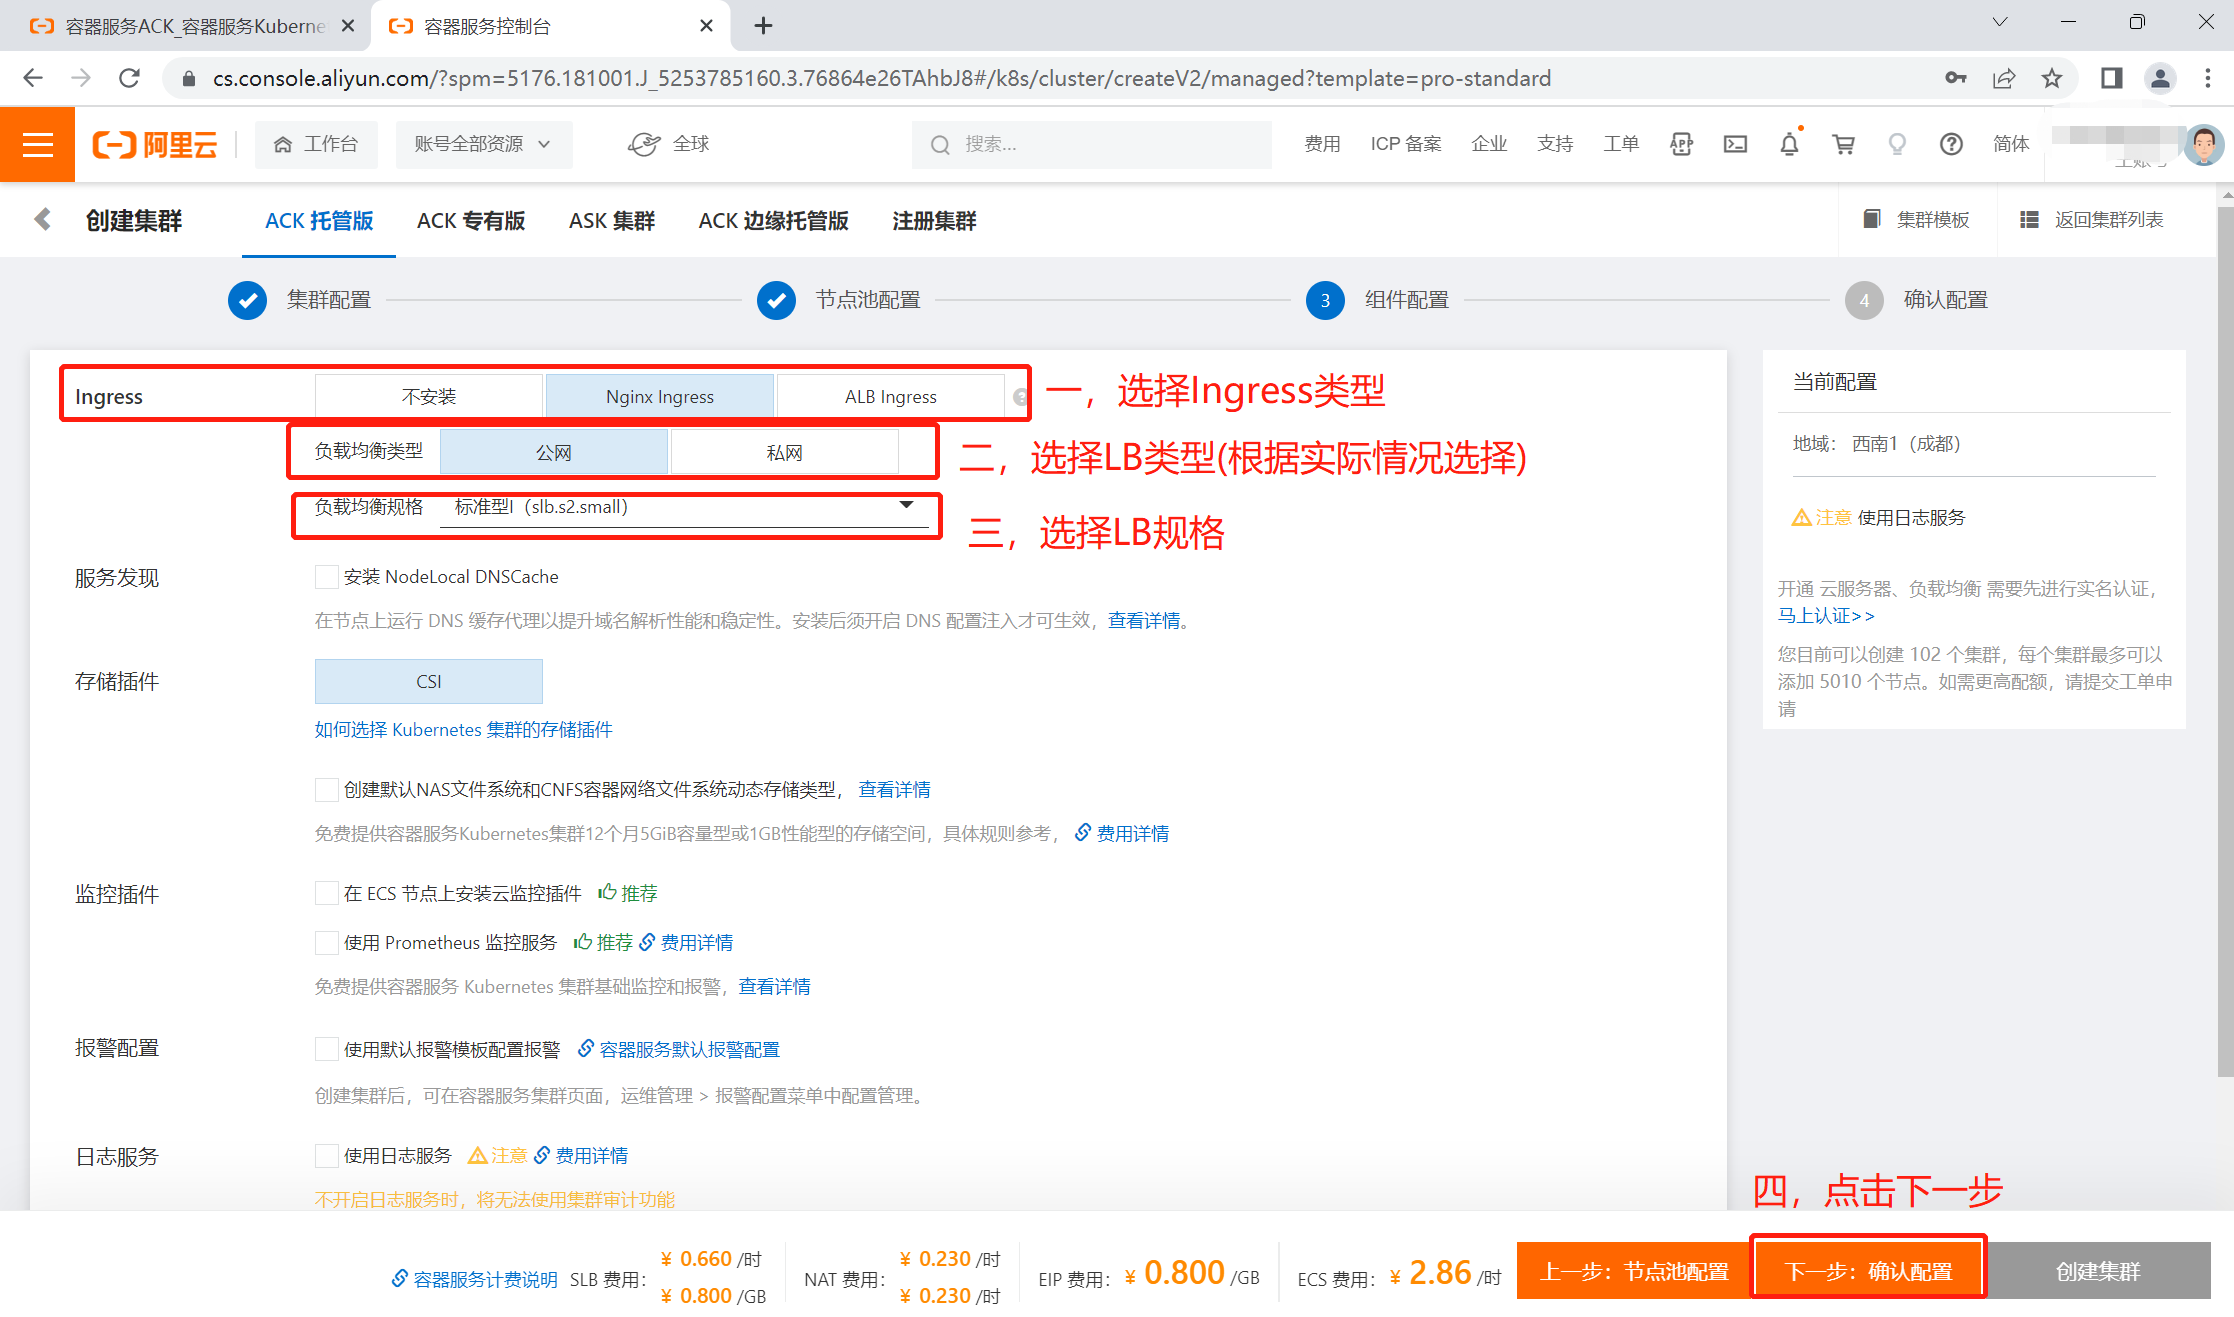 容器服务ACK_容器服务Kuberne
容器服务控制台
cs.console.aliyun.com/?spm=5176.181001.J_5253785160.3.76864e26TAhbJ8#/k8s/cluster/createV2/managed?template=pro-standard
阿里云
工作台
账号全部资源
全球
搜索...
费用
ICP 备案
企业
支持
工单
APP
简体
创建集群
ACK 托管版
ACK 专有版
ASK 集群
ACK 边缘托管版
注册集群
集群模板
返回集群列表
集群配置
节点池配置
3 组件配置
4 确认配置
Ingress
不安装
Nginx Ingress
ALB Ingress
一，选择Ingress类型
负载均衡类型
公网
私网
二，选择LB类型(根据实际情况选择)
负载均衡规格
标准型I（slb.s2.small）
三，选择LB规格
服务发现
安装 NodeLocal DNSCache
在节点上运行 DNS 缓存代理以提升域名解析性能和稳定性。安装后须开启 DNS 配置注入才可生效，查看详情。
存储插件
CSI
如何选择 Kubernetes 集群的存储插件
创建默认NAS文件系统和CNFS容器网络文件系统动态存储类型， 查看详情
免费提供容器服务Kubernetes集群12个月5GiB容量型或1GB性能型的存储空间，具体规则参考， 费用详情
监控插件
在 ECS 节点上安装云监控插件 推荐
使用 Prometheus 监控服务 推荐 费用详情
免费提供容器服务 Kubernetes 集群基础监控和报警，查看详情
报警配置
使用默认报警模板配置报警 容器服务默认报警配置
创建集群后，可在容器服务集群页面，运维管理 > 报警配置菜单中配置管理。
日志服务
使用日志服务 注意 费用详情
不开启日志服务时，将无法使用集群审计功能
当前配置
地域： 西南1（成都）
注意 使用日志服务
开通 云服务器、负载均衡 需要先进行实名认证，
马上认证>>
您目前可以创建 102 个集群，每个集群最多可以
添加 5010 个节点。如需更高配额，请提交工单申
请
四，点击下一步
容器服务计费说明
SLB 费用：
¥ 0.660 /时
¥ 0.800 /GB
NAT 费用：
¥ 0.230 /时
¥ 0.230 /时
EIP 费用： ¥ 0.800 /GB
ECS 费用： ¥ 2.86 /时
上一步：节点池配置
下一步：确认配置
创建集群